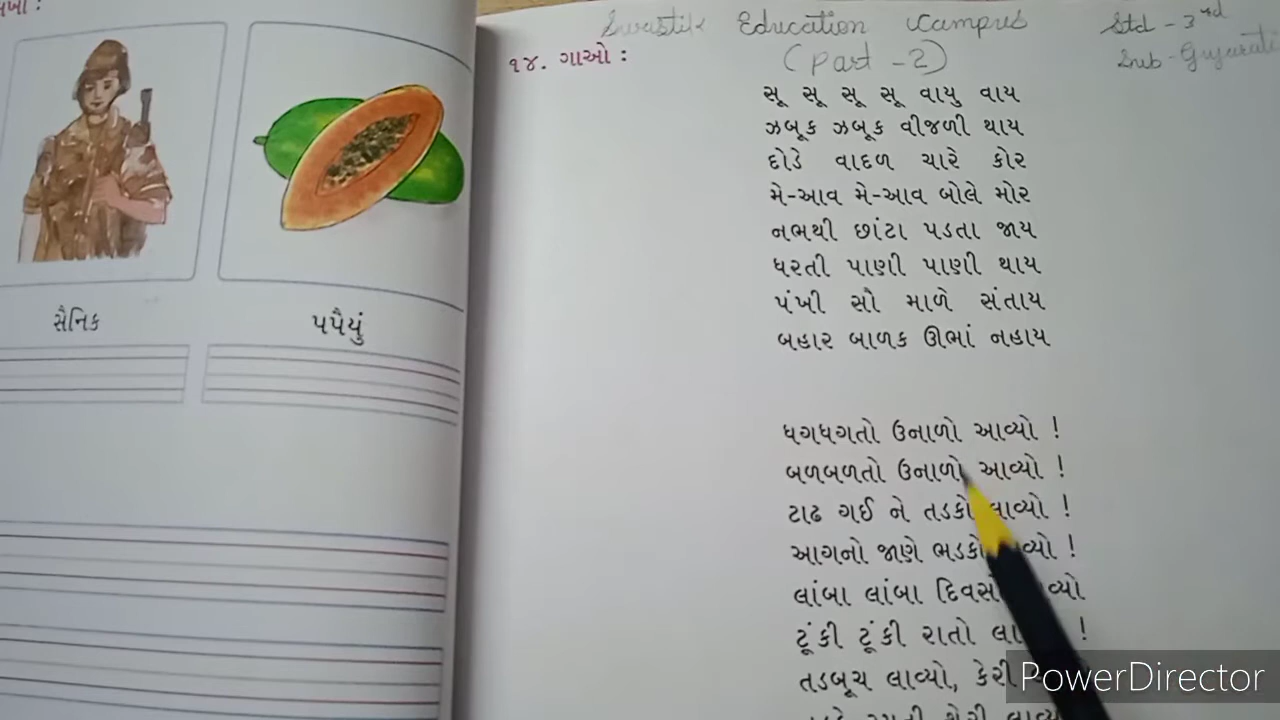 સૈનિક
પપૈયું
Swastik Education Campus Std - 3rd
(Part - 2) Sub - Gujarati
૧૪. ગાઓ :
સૂ સૂ સૂ સૂ વાયુ વાય
ઝબૂક ઝબૂક વીજળી થાય
દોડે વાદળ ચારે કોર
મે-આવ મે-આવ બોલે મોર
નભથી છાંટા પડતા જાય
ધરતી પાણી પાણી થાય
પંખી સૌ માળે સંતાય
બહાર બાળક ઊભાં નહાય
ધગધગતો ઉનાળો આવ્યો !
બળબળતો ઉનાળો આવ્યો !
ટાઢ ગઈ ને તડકો લાવ્યો !
આગનો જાણે ભડકો !
લાંબા લાંબા
ટૂંકી ટૂંકી રાતો !
તડબૂચ લાવ્યો, કેરી
PowerDirector